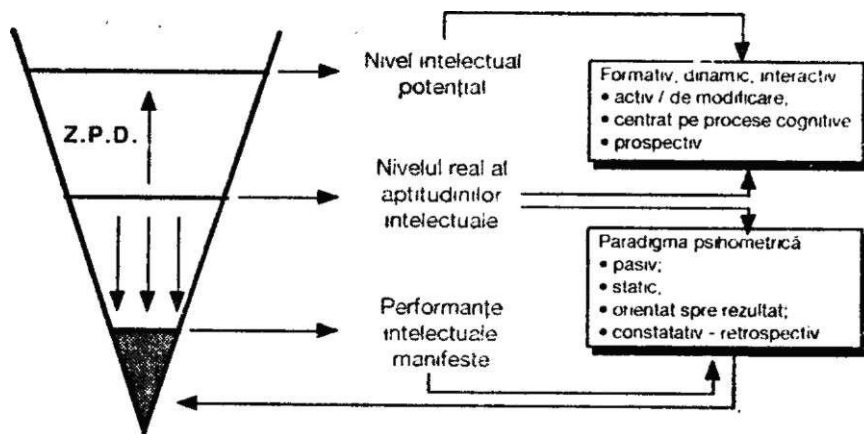 Nivel intelectual
potențial
Formativ, dinamic, interactiv
• activ / de modificare,
• centrat pe procese cognitive
• prospectiv
Z.P.D.
Nivelul real al
aptitudinilor
intelectuale
Paradigma psihometrică
• pasiv;
• static,
• orientat spre rezultat;
• constatativ - retrospectiv
Performanțe
intelectuale
manifeste